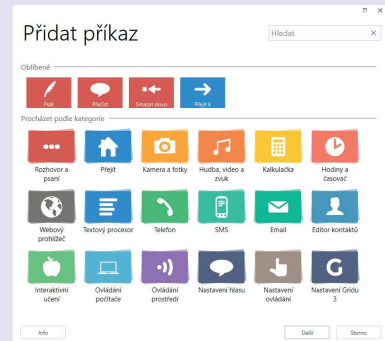 Přidat příkaz
Hledat
Oblíbené
Psát
Přečíst
Smazat slovo
Přejít k
Procházet podle kategorie
Rozhovor a psaní
Přejít
Kamera a fotky
Hudba, video a zvuk
Kalkulačka
Hodiny a časovač
Webový prohlížeč
Textový procesor
Telefon
SMS
Email
Editor kontaktů
Interaktivní učení
Ovládání počítače
Ovládání prostředí
Nastavení hlasu
Nastavení ovládání
Nastavení Gridu 3
Info
Další
Storno